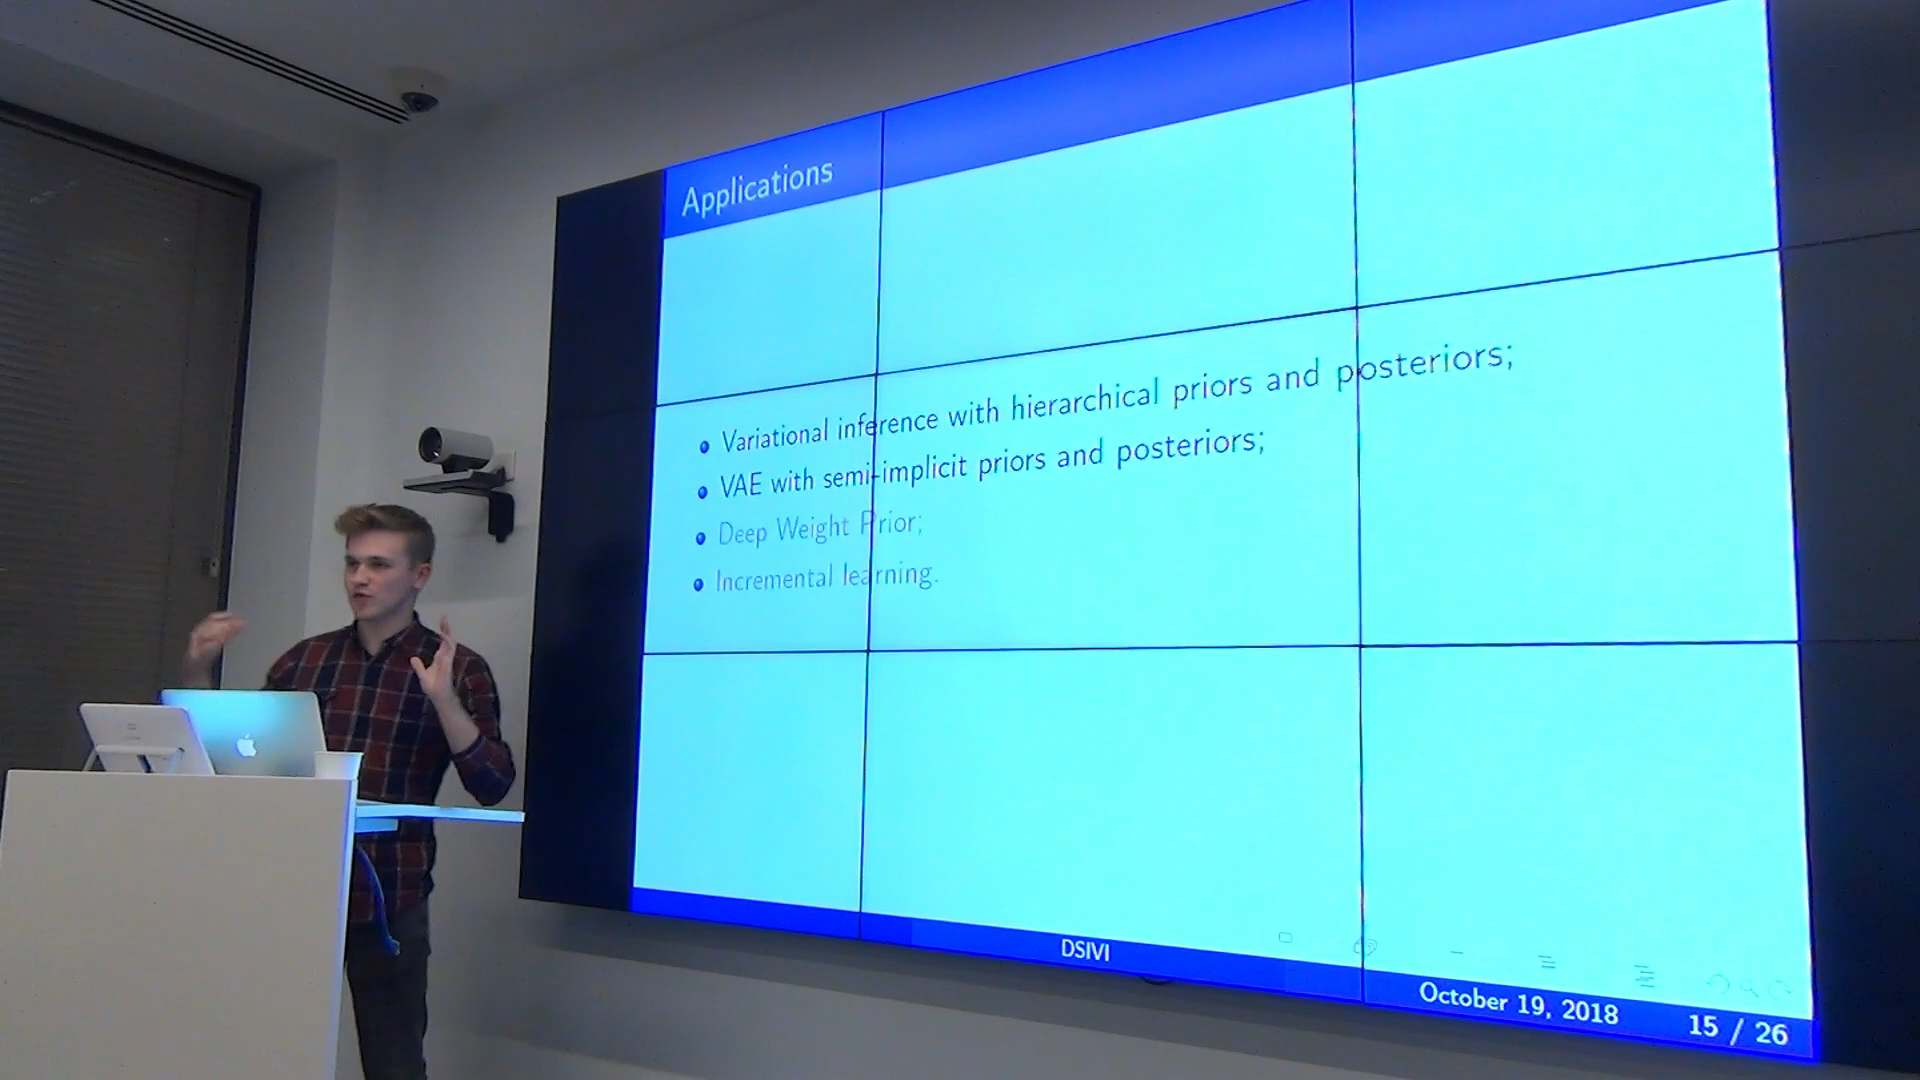 Applications
Variational inference with hierarchical priors and posteriors;
VAE with semi-implicit priors and posteriors;
Deep Weight Prior;
Incremental learning.
DSIVI
October 19, 2018
15 / 26